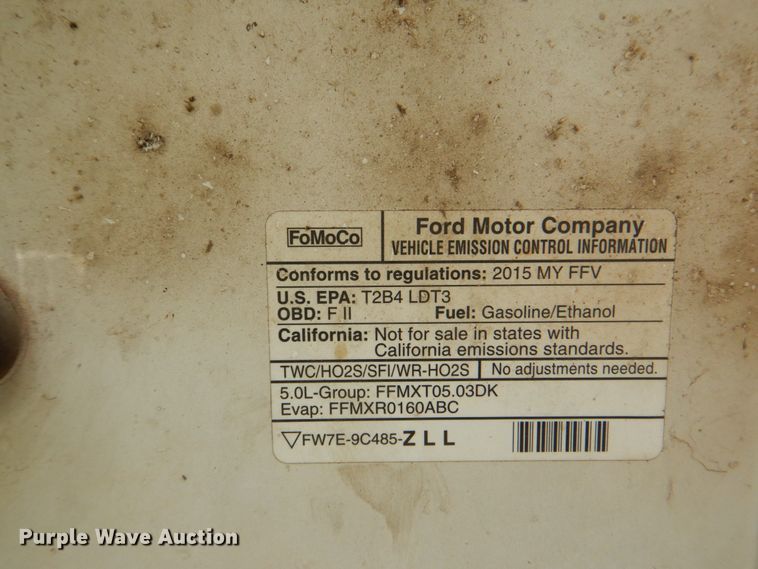 FoMoCo
Ford Motor Company
VEHICLE EMISSION CONTROL INFORMATION
Conforms to regulations: 2015 MY FFV
U.S. EPA: T2B4 LDT3
OBD: F II Fuel: Gasoline/Ethanol
California: Not for sale in states with
California emissions standards.
TWC/HO2S/SFI/WR-HO2S No adjustments needed.
5.0L-Group: FFMXT05.03DK
Evap: FFMXR0160ABC
FW7E-9C485-ZLL
Purple Wave Auction